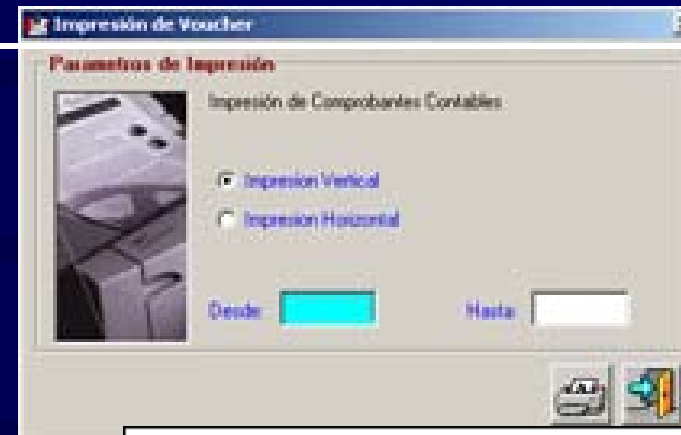 Impresión de Voucher
Parametros de Impresión
Impresión de Comprobantes Contables
Impresion Vertical
Impresion Horizontal
Desde
Hasta